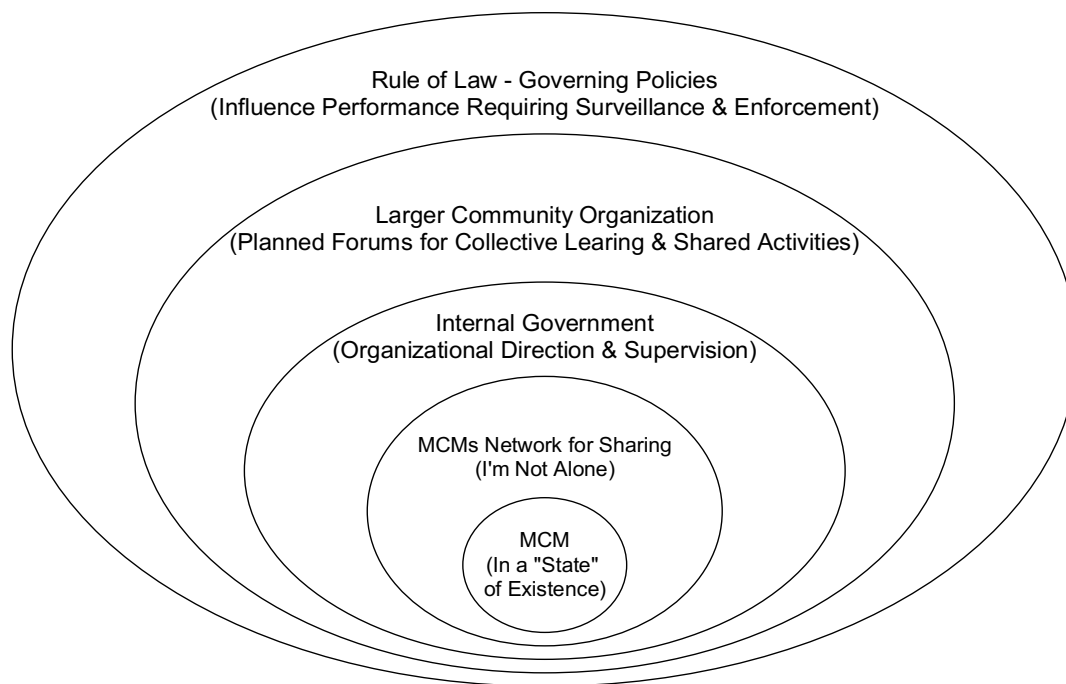 Rule of Law - Governing Policies
(Influence Performance Requiring Surveillance & Enforcement)
Larger Community Organization
(Planned Forums for Collective Learing & Shared Activities)
Internal Government
(Organizational Direction & Supervision)
MCMs Network for Sharing
(I'm Not Alone)
MCM
(In a "State"
of Existence)